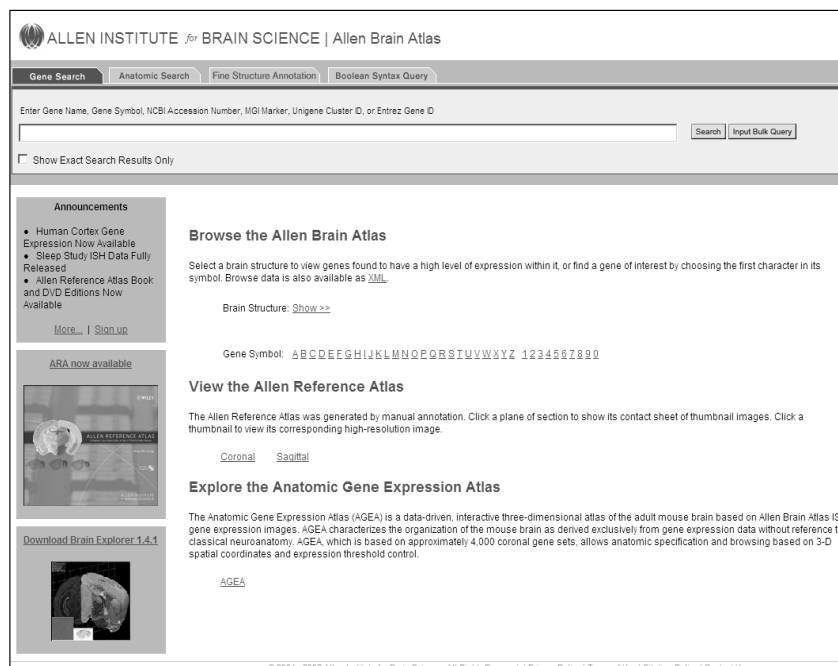 ALLEN INSTITUTE for BRAIN SCIENCE | Allen Brain Atlas
Gene Search
Anatomic Search
Fine Structure Annotation
Boolean Syntax Query
Enter Gene Name, Gene Symbol, NCBI Accession Number, MGI Marker, Unigene Cluster ID, or Entrez Gene ID
Search
Input Bulk Query
Show Exact Search Results Only
Announcements
• Human Cortex Gene
Expression Now Available
• Sleep Study ISH Data Fully
Released
• Allen Reference Atlas Book
and DVD Editions Now
Available
More... | Sign up
ARA now available
WILEY
ALLEN REFERENCE ATLAS
ALLEN INSTITUTE for
BRAIN SCIENCE
Download Brain Explorer 1.4.1
Browse the Allen Brain Atlas
Select a brain structure to view genes found to have a high level of expression within it, or find a gene of interest by choosing the first character in its
symbol. Browse data is also available as XML.
Brain Structure: Show >>
Gene Symbol: A B C D E F G H I J K L M N O P Q R S T U V W X Y Z 1 2 3 4 5 6 7 8 9 0
View the Allen Reference Atlas
The Allen Reference Atlas was generated by manual annotation. Click a plane of section to show its contact sheet of thumbnail images. Click a
thumbnail to view its corresponding high-resolution image.
Coronal Sagittal
Explore the Anatomic Gene Expression Atlas
The Anatomic Gene Expression Atlas (AGEA) is a data-driven, interactive three-dimensional atlas of the adult mouse brain based on Allen Brain Atlas IS
gene expression images. AGEA characterizes the organization of the mouse brain as derived exclusively from gene expression data without reference t
classical neuroanatomy. AGEA, which is based on approximately 4,000 coronal gene sets, allows anatomic specification and browsing based on 3-D
spatial coordinates and expression threshold control.
AGEA